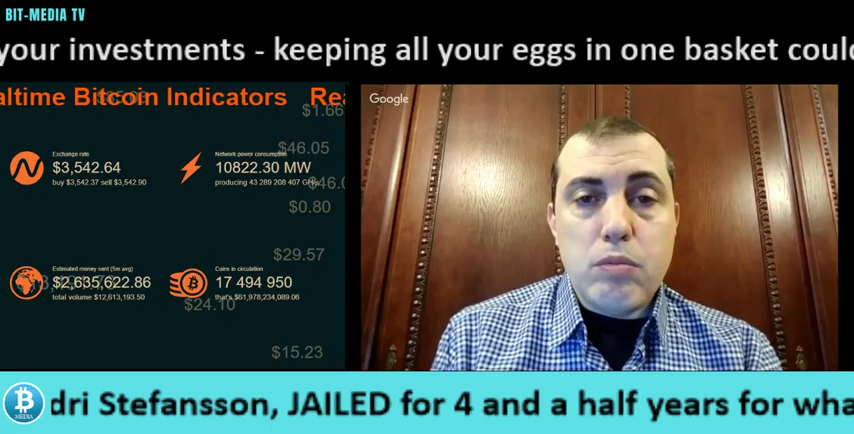 BIT-MEDIA TV
your investments - keeping all your eggs in one basket coul
altime Bitcoin Indicators Rea
$1.66
Google
$46.05
Exchange rate
$3,542.64
buy $3,542.37 sell $3,542.90
Network power consumption
10822.30 MW
producing 43 289 208 407 GH/s
$0.80
$29.57
Estimated money sent (5m avg)
$2,635,622.86
total volume $12,613,193.50
Coins in circulation
17 494 950
that's $61,978,234,089.06
$24.10
$15.23
B
MEDIA
dri Stefansson, JAILED for 4 and a half years for wha